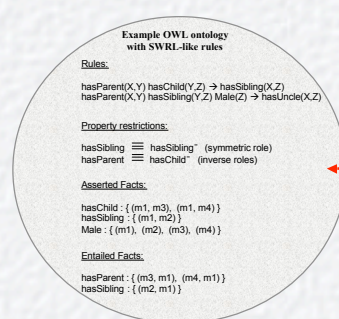 Example OWL ontology
with SWRL-like rules
Rules:
hasParent(X,Y) hasChild(Y,Z) → hasSibling(X,Z)
hasParent(X,Y) hasSibling(Y,Z) Male(Z) → hasUncle(X,Z)
Property restrictions:
hasSibling ≡ hasSibling⁻ (symmetric role)
hasParent ≡ hasChild⁻ (inverse roles)
Asserted Facts:
hasChild : { (m1, m3), (m1, m4) }
hasSibling : { (m1, m2) }
Male : { (m1), (m2), (m3), (m4) }
Entailed Facts:
hasParent : { (m3, m1), (m4, m1) }
hasSibling : { (m2, m1) }